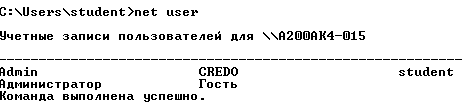 C:\Users\student>net user
Учетные записи пользователей для \\A200AK4-015
-------------------------------------------------------------------------------
Admin CREDO student
Администратор Гость
Команда выполнена успешно.